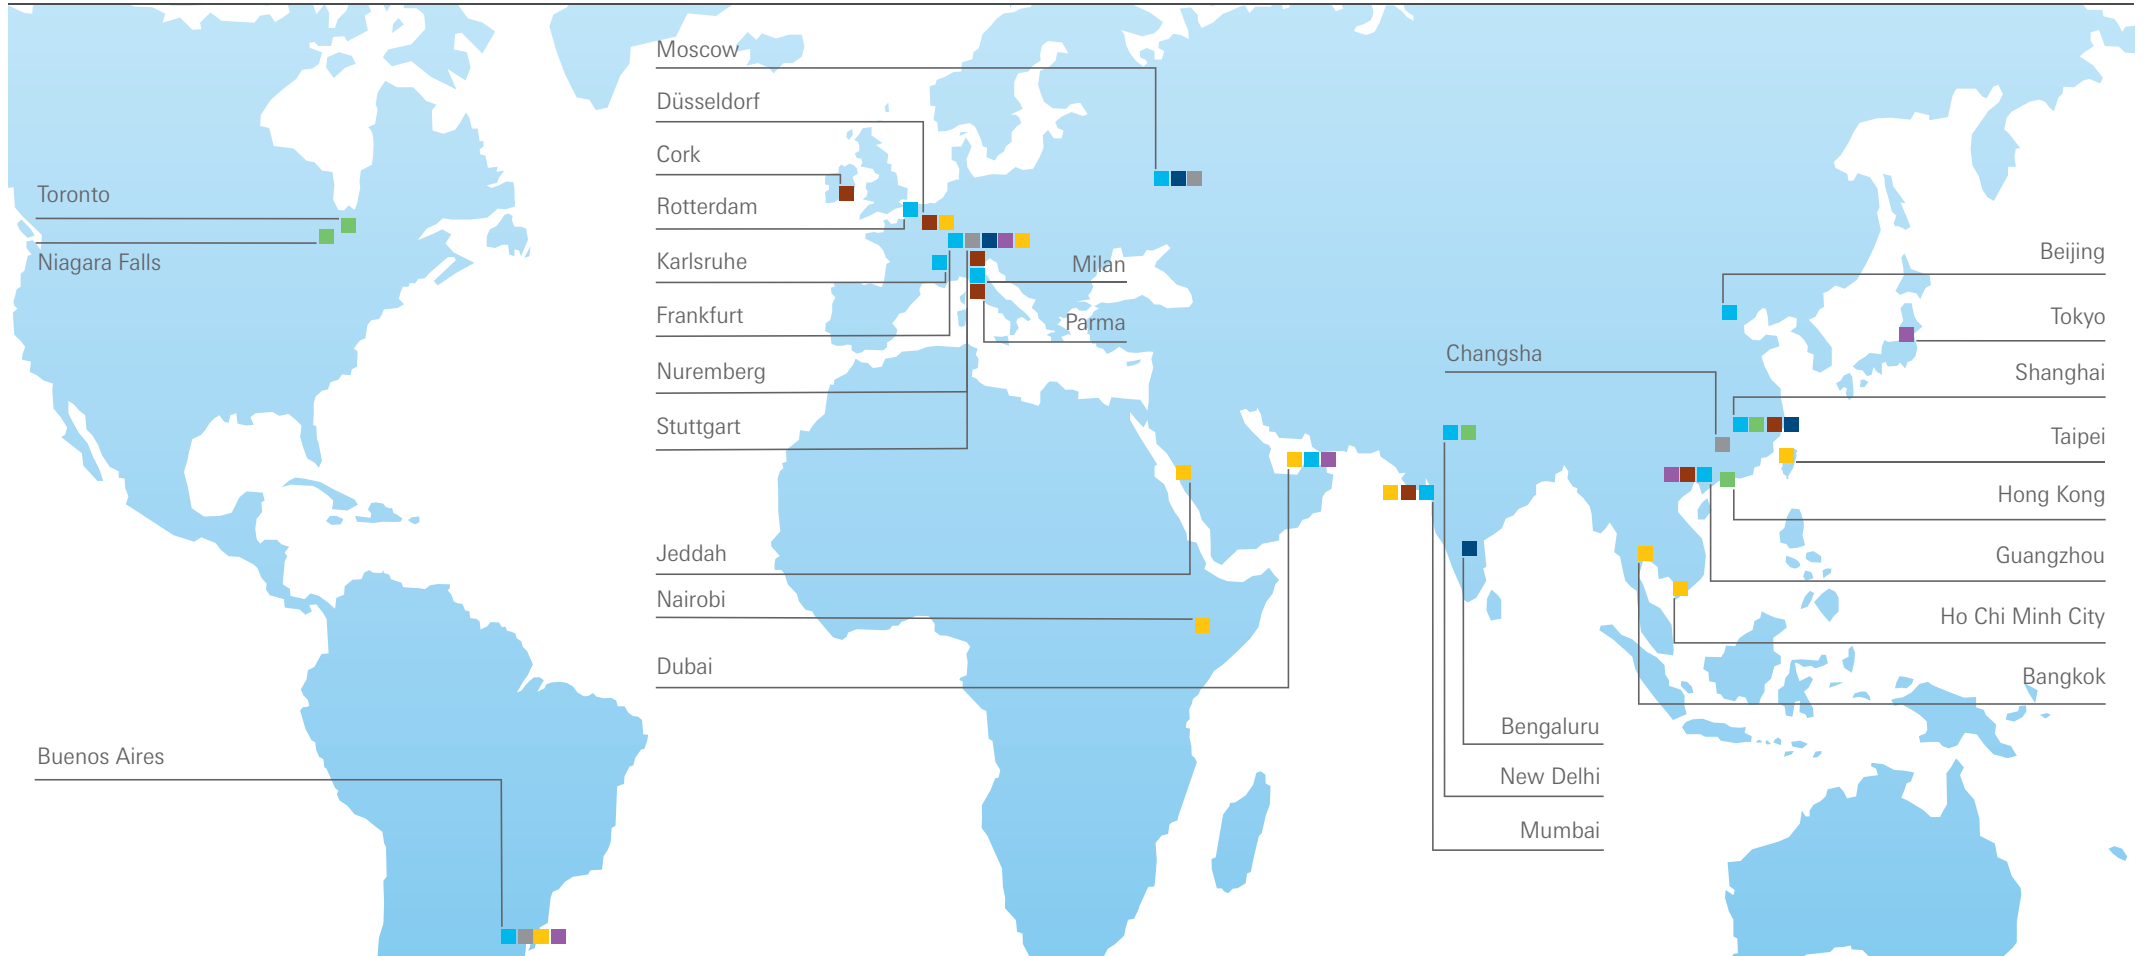 Moscow
Düsseldorf
Cork
Toronto
Rotterdam
Niagara Falls
Karlsruhe
Milan
Beijing
Frankfurt
Parma
Tokyo
Changsha
Nuremberg
Shanghai
Stuttgart
Taipei
Hong Kong
Jeddah
Guangzhou
Nairobi
Ho Chi Minh City
Dubai
Bangkok
Bengaluru
Buenos Aires
New Delhi
Mumbai